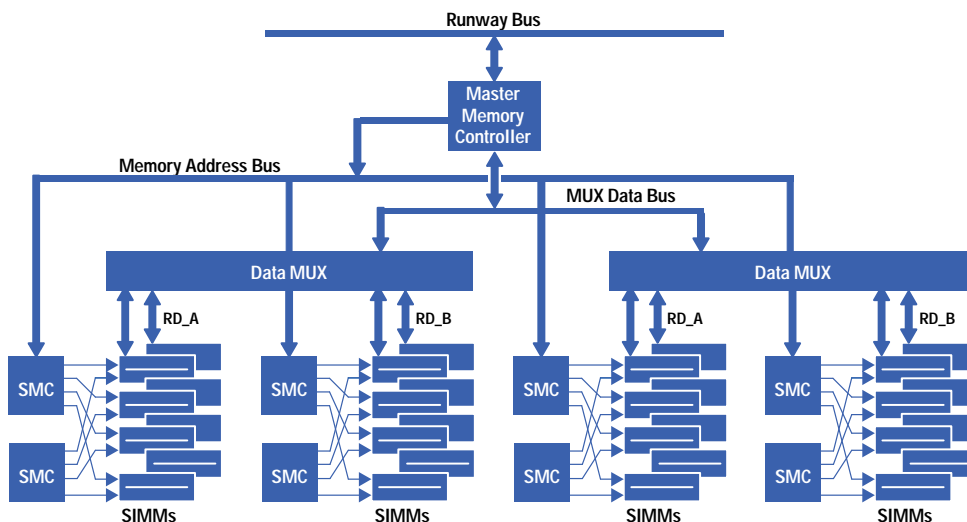 Runway Bus
Master
Memory
Controller
Memory Address Bus
MUX Data Bus
Data MUX
Data MUX
RD_A
RD_B
RD_A
RD_B
SMC
SMC
SMC
SMC
SMC
SMC
SMC
SMC
SIMMs
SIMMs
SIMMs
SIMMs